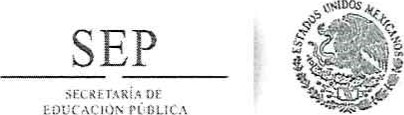 SEP
SECRETARÍA DE
EDUCACIÓN PÚBLICA
ESTADOS UNIDOS MEXICANOS